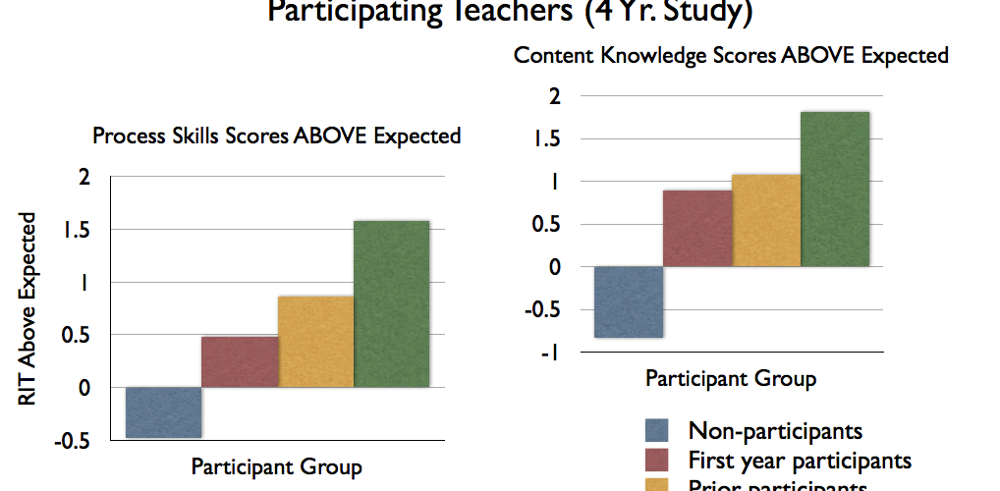 Participating Teachers (4 Yr. Study)
Content Knowledge Scores ABOVE Expected
2
1.5
1
0.5
0
-0.5
-1
Participant Group
Process Skills Scores ABOVE Expected
RIT Above Expected
2
1.5
1
0.5
0
-0.5
Participant Group
Non-participants
First year participants
Prior participants